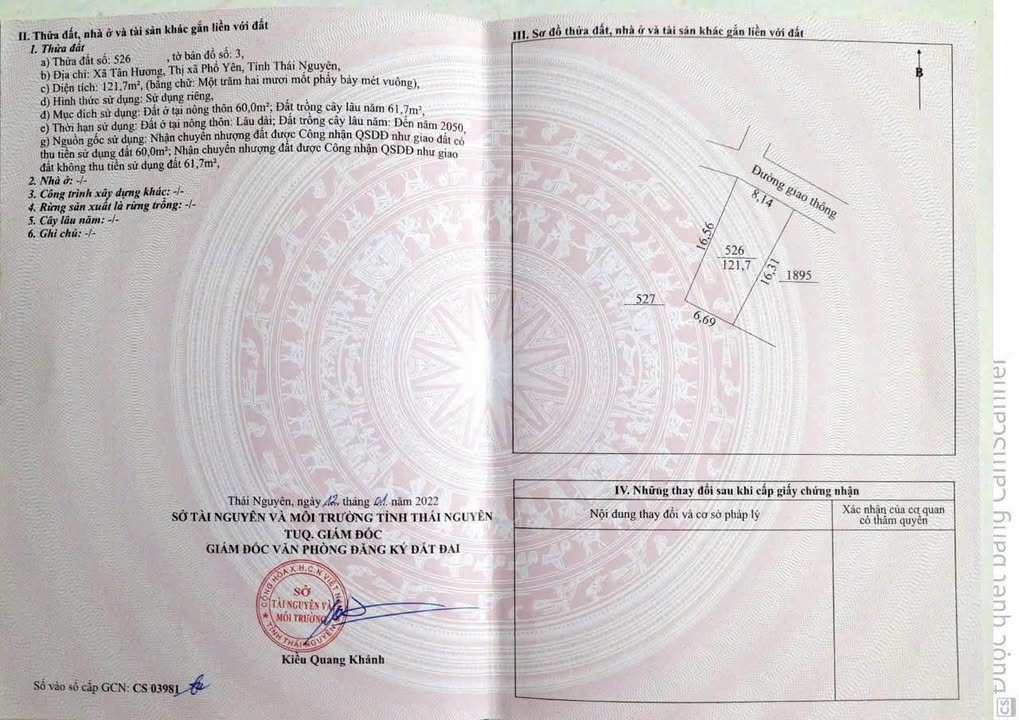 II. Thửa đất, nhà ở và tài sản khác gắn liền với đất
1. Thửa đất
a) Thửa đất số: 526 , tờ bản đồ số: 3,
b) Địa chỉ: Xã Tân Hương, Thị xã Phổ Yên, Tỉnh Thái Nguyên,
c) Diện tích: 121,7m², (bằng chữ: Một trăm hai mươi mốt phẩy bảy mét vuông),
d) Hình thức sử dụng: Sử dụng riêng,
đ) Mục đích sử dụng: Đất ở tại nông thôn 60,0m²; Đất trồng cây lâu năm 61,7m²,
e) Thời hạn sử dụng: Đất ở tại nông thôn: Lâu dài; Đất trồng cây lâu năm: Đến năm 2050,
g) Nguồn gốc sử dụng: Nhận chuyển nhượng đất được Công nhận QSDĐ như giao đất có
thu tiền sử dụng đất 60,0m²; Nhận chuyển nhượng đất được Công nhận QSDĐ như giao
đất không thu tiền sử dụng đất 61,7m²,
2. Nhà ở: -/-
3. Công trình xây dựng khác: -/-
4. Rừng sản xuất là rừng trồng: -/-
5. Cây lâu năm: -/-
6. Ghi chú: -/-
Thái Nguyên, ngày 12 tháng 01 năm 2022
SỞ TÀI NGUYÊN VÀ MÔI TRƯỜNG TỈNH THÁI NGUYÊN
TUQ. GIÁM ĐỐC
GIÁM ĐỐC VĂN PHÒNG ĐĂNG KÝ ĐẤT ĐAI
CỘNG HÒA X.H.C.N VIỆT NAM
SỞ
TÀI NGUYÊN VÀ
MÔI TRƯỜNG
TỈNH THÁI NGUYÊN
Kiều Quang Khánh
Số vào sổ cấp GCN: CS 03981
III. Sơ đồ thửa đất, nhà ở và tài sản khác gắn liền với đất
B
Đường giao thông
8,14
16,56
526
121,7
16,31
1895
527
6,69
IV. Những thay đổi sau khi cấp giấy chứng nhận
Nội dung thay đổi và cơ sở pháp lý
Xác nhận của cơ quan
có thẩm quyền
CS Được quét bằng CamScanner